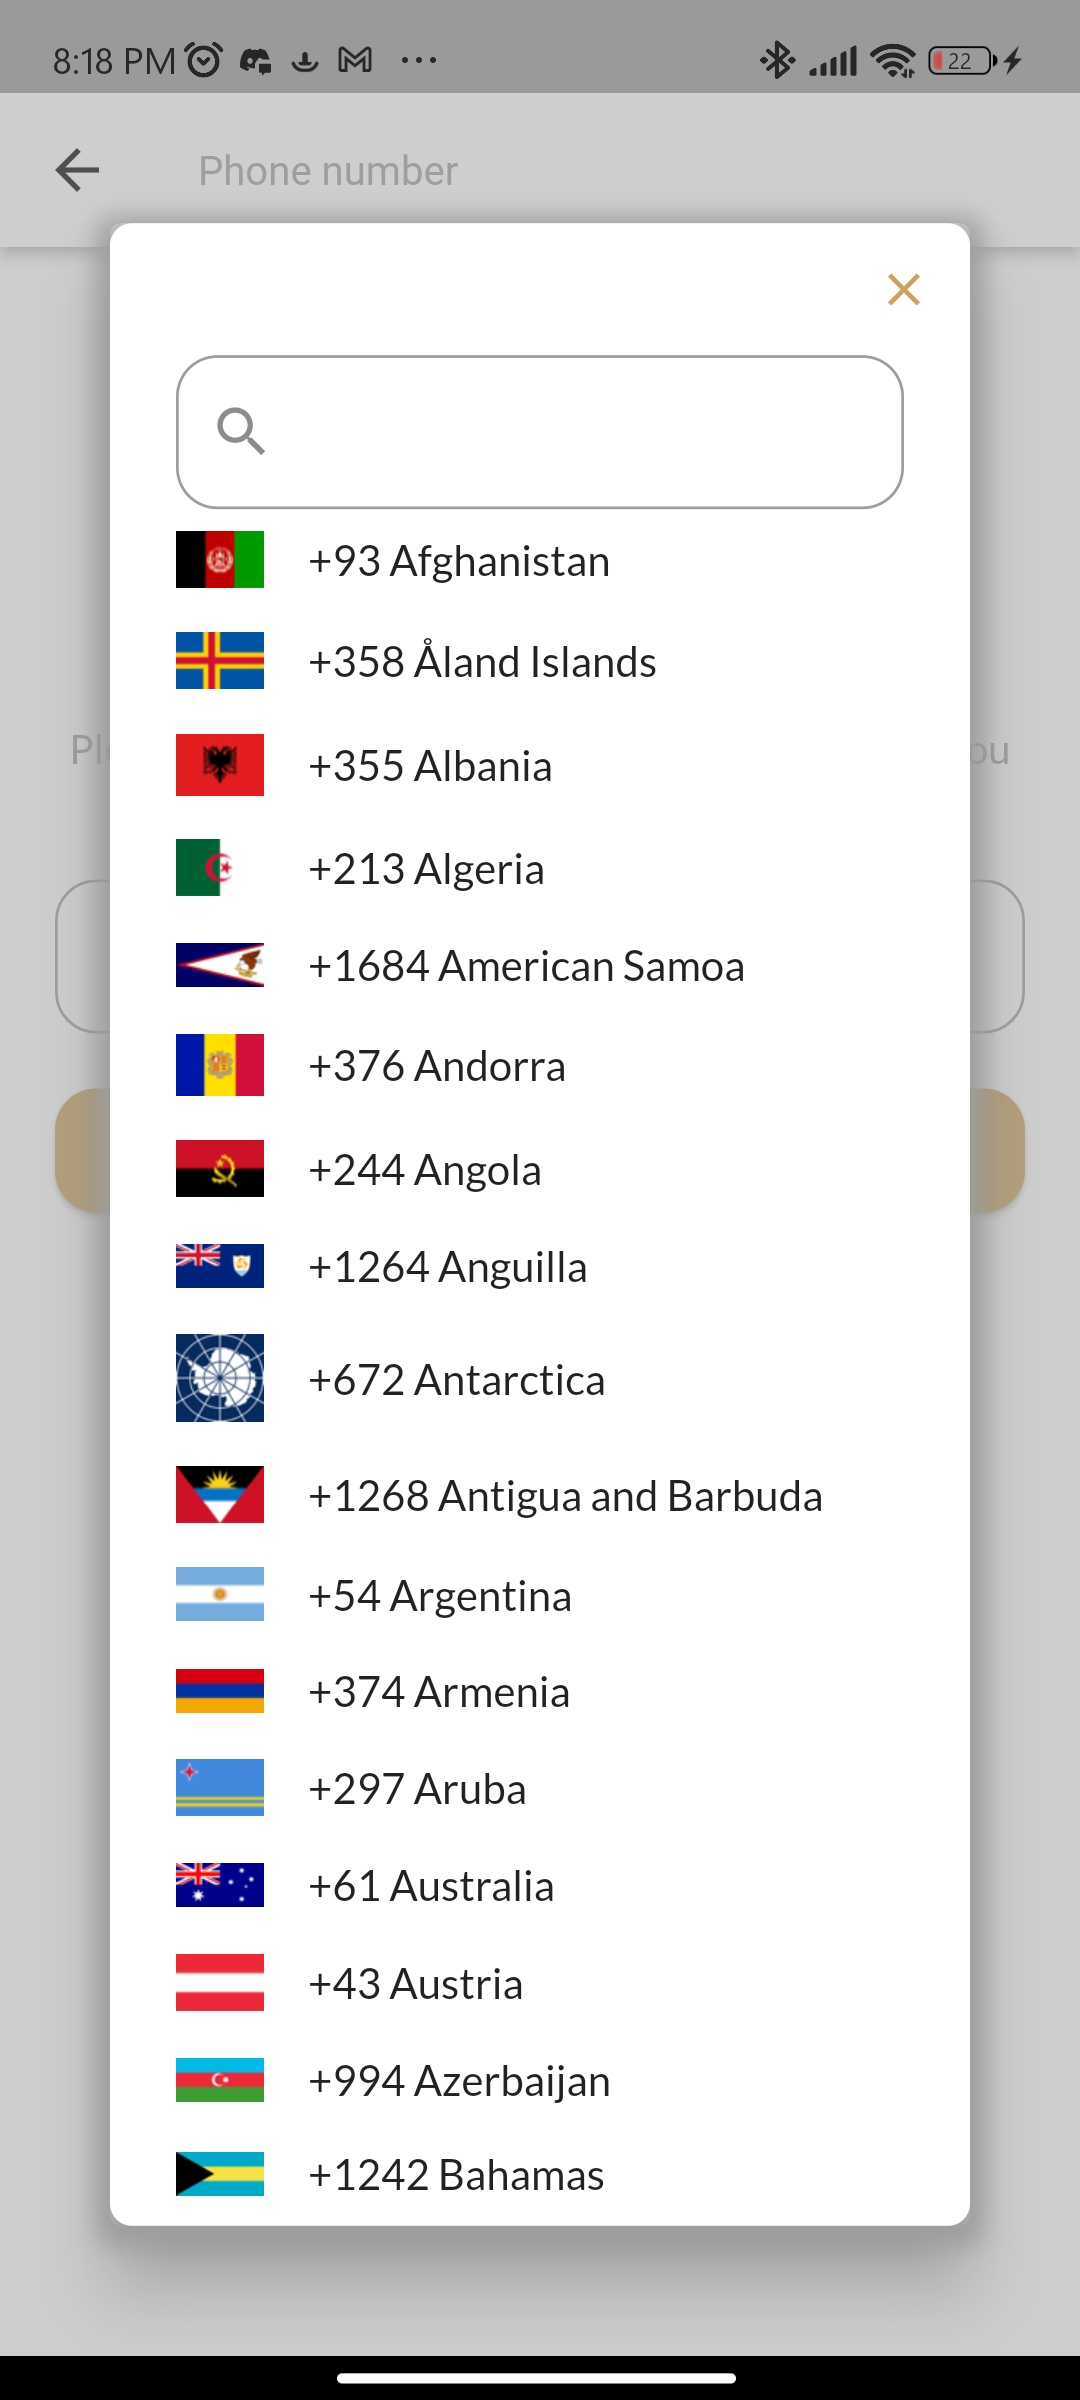 8:18 PM
22
Phone number
+93 Afghanistan
+358 Åland Islands
+355 Albania
+213 Algeria
+1684 American Samoa
+376 Andorra
+244 Angola
+1264 Anguilla
+672 Antarctica
+1268 Antigua and Barbuda
+54 Argentina
+374 Armenia
+297 Aruba
+61 Australia
+43 Austria
+994 Azerbaijan
+1242 Bahamas